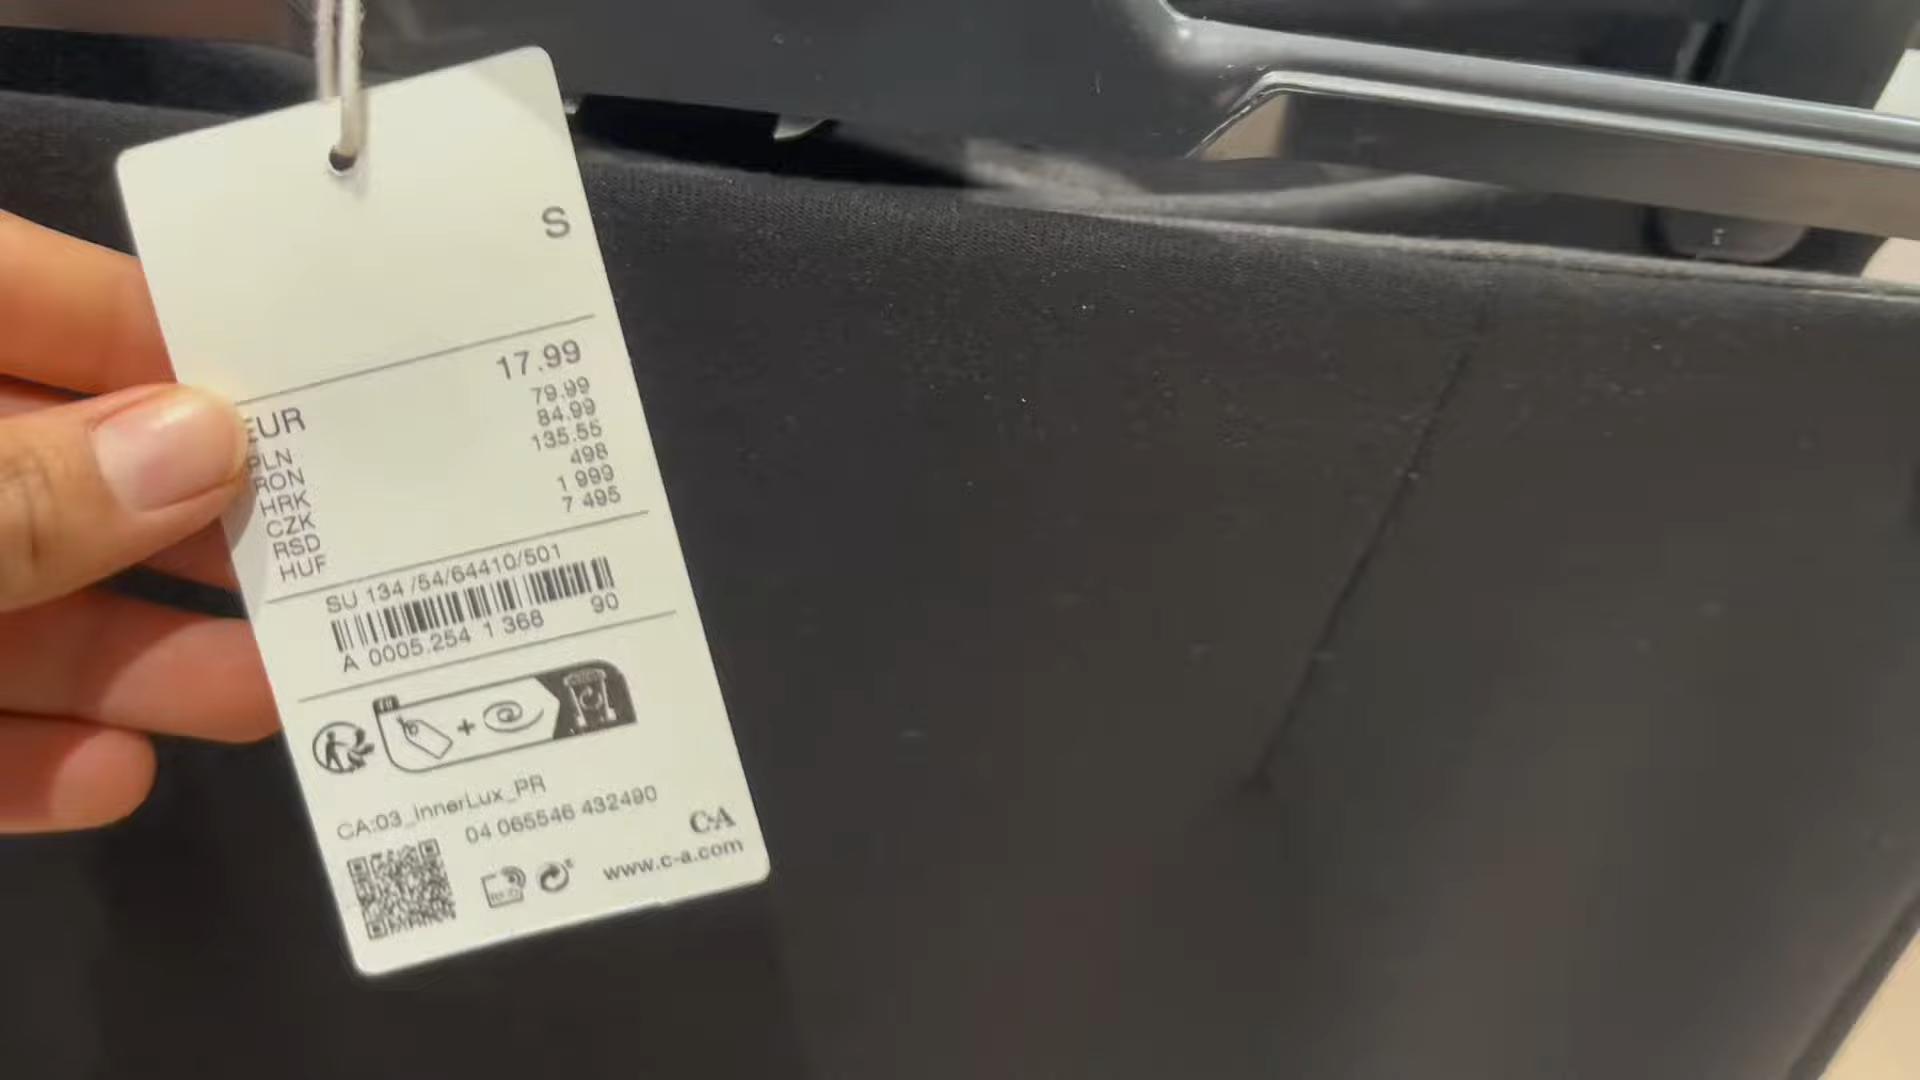 S
EUR 17.99
PLN 79.99
RON 84.99
HRK 135.55
CZK 498
RSD 1 999
HUF 7 495
SU 134 /54/64410/501
A 0005.254 1 368 90
FR
+
CA:03_InnerLux_PR
04 065546 432490
C&A
www.c-a.com